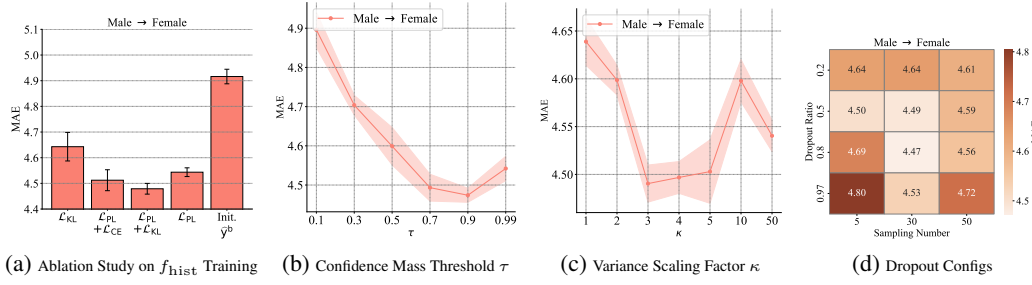 Male → Female
5.1
5.0
4.9
4.8
4.7
4.6
4.5
4.4
MAE
ℒKL
ℒPL +ℒCE
ℒPL +ℒKL
ℒPL
Init. ỹᵇ
(a) Ablation Study on f_hist Training
Male → Female
4.9
4.8
4.7
4.6
4.5
MAE
0.1 0.3 0.5 0.7 0.9 0.99
τ
(b) Confidence Mass Threshold τ
Male → Female
4.65
4.60
4.55
4.50
MAE
1 2 3 4 5 10 50
κ
(c) Variance Scaling Factor κ
Male → Female
Dropout Ratio
0.2 4.64 4.64 4.61
0.5 4.50 4.49 4.59
0.8 4.69 4.47 4.56
0.97 4.80 4.53 4.72
5 30 50
Sampling Number
4.8
4.7
4.6
4.5
(d) Dropout Configs